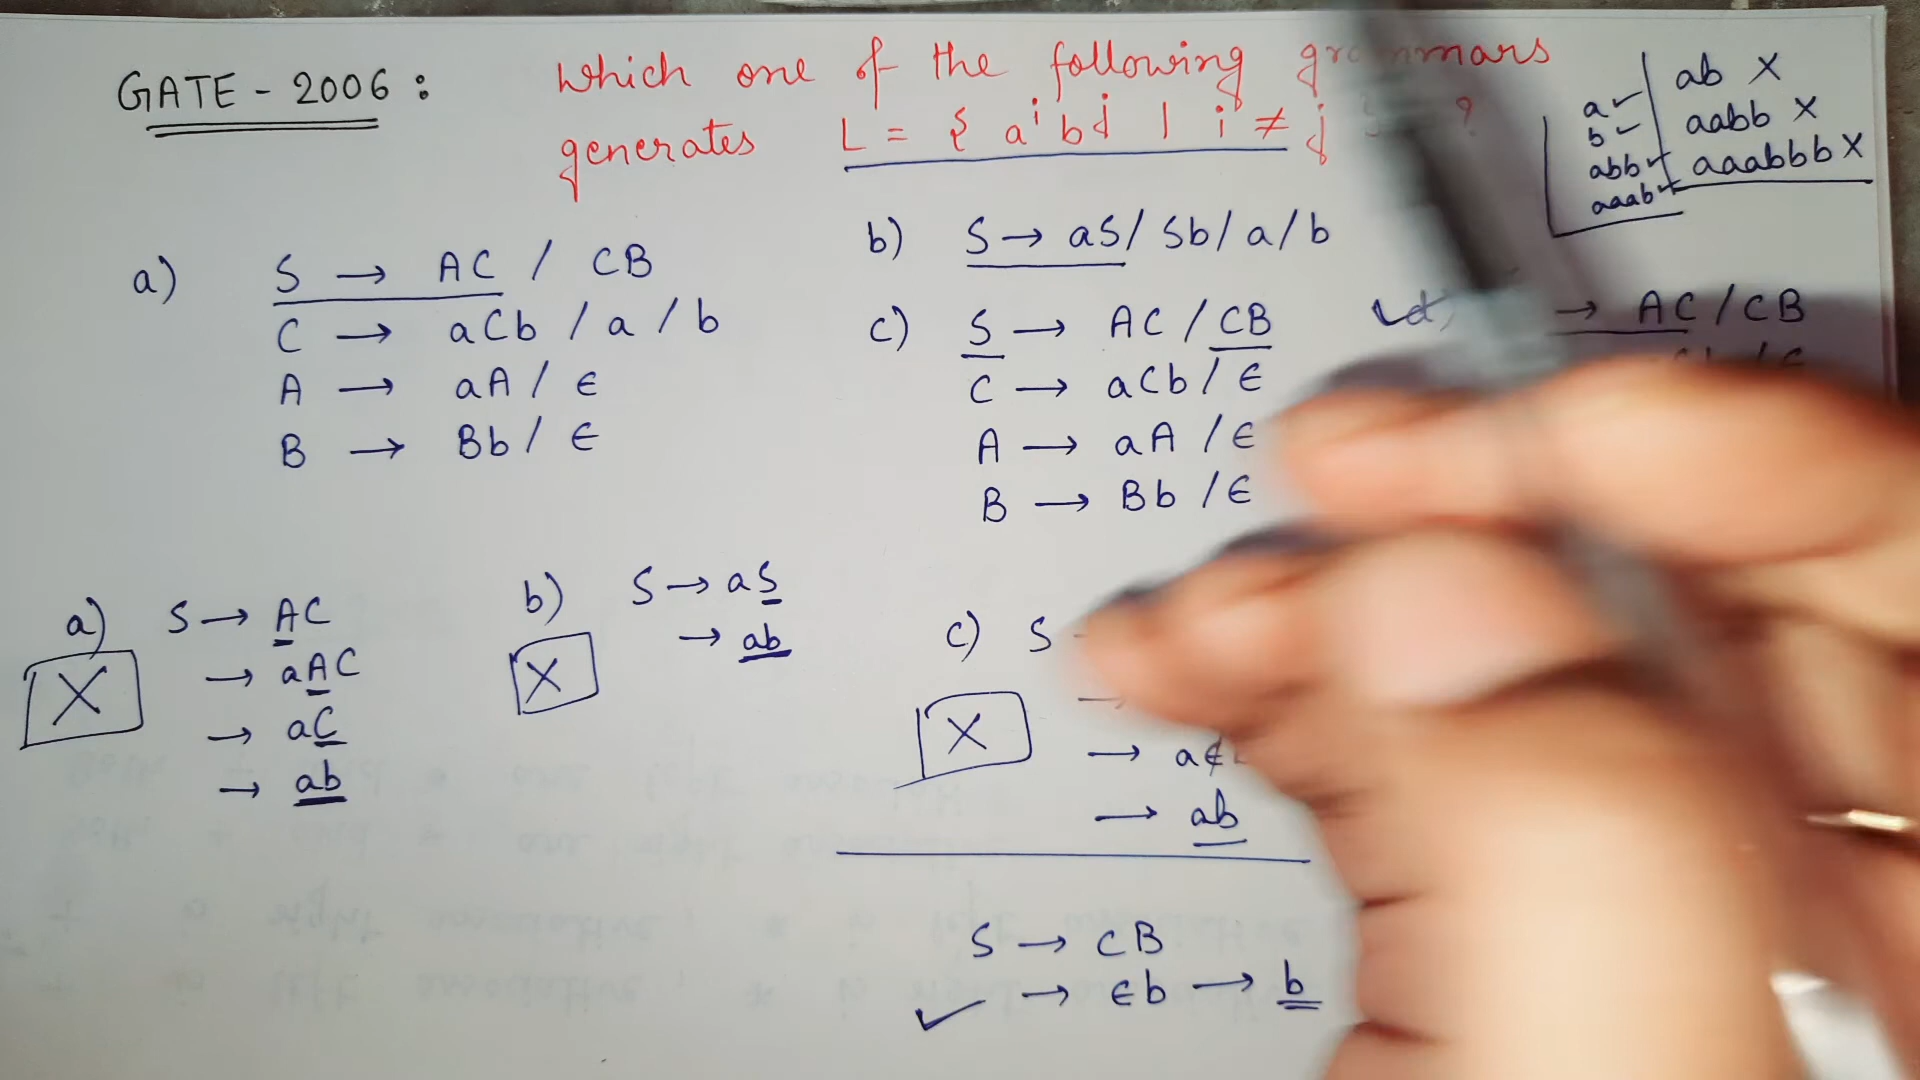 GATE - 2006 :
which one of the following grammars
generates L = { a^i b^j | i ≠ j ?
a ✓
b ✓
abb ✓
aaab ✓
ab X
aabb X
aaabbb X
a) S → AC / CB
C → aCb / a / b
A → aA / ϵ
B → Bb / ϵ
b) S → aS / Sb / a / b
c) S → AC / CB
C → aCb / ϵ
A → aA / ϵ
B → Bb / ϵ
✓d) → AC / CB
a) S → AC
→ aAC
→ aC
→ ab
X
b) S → aS
→ ab
X
c) S
→
→
→ ab
X
S → CB
✓ → ϵb → b